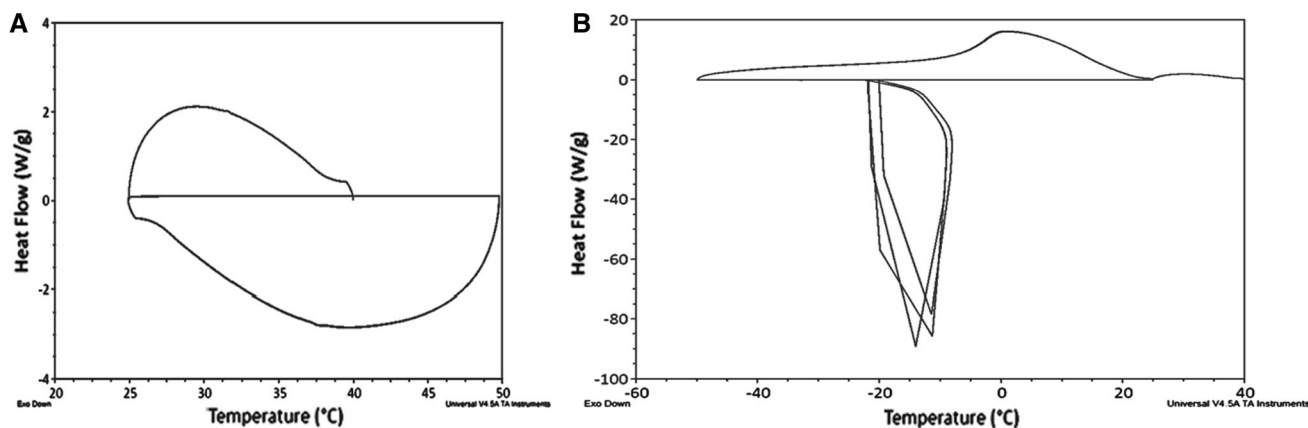 A
Heat Flow (W/g)
4
2
0
-2
-4
20
25
30
35
40
45
50
Exo Down
Temperature (°C)
Universal V4.5A TA Instruments
B
Heat Flow (W/g)
20
0
-20
-40
-60
-80
-100
-60
-40
-20
0
20
40
Exo Down
Temperature (°C)
Universal V4.5A TA Instruments